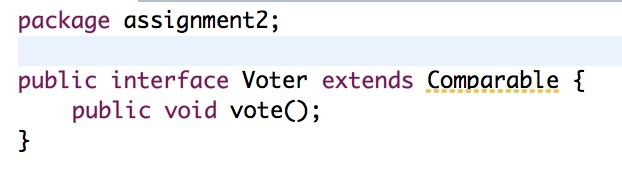 package assignment2;
public interface Voter extends Comparable {
    public void vote();
}